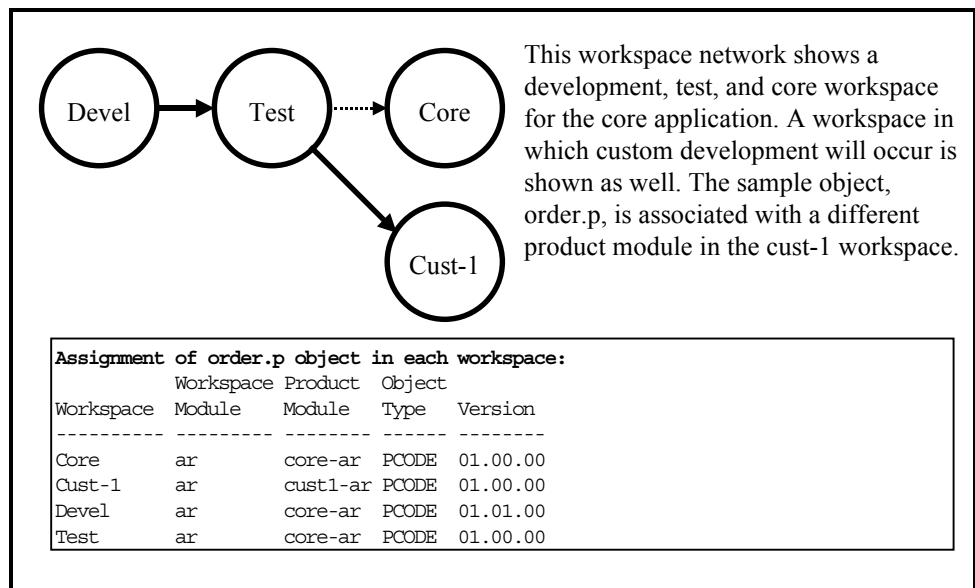 Devel
Test
Core
Cust-1
This workspace network shows a
development, test, and core workspace
for the core application. A workspace in
which custom development will occur is
shown as well. The sample object,
order.p, is associated with a different
product module in the cust-1 workspace.
Assignment of order.p object in each workspace:
Workspace Product Object
Workspace Module Module Type Version
---------- --------- -------- ------ --------
Core ar core-ar PCODE 01.00.00
Cust-1 ar cust1-ar PCODE 01.00.00
Devel ar core-ar PCODE 01.01.00
Test ar core-ar PCODE 01.00.00